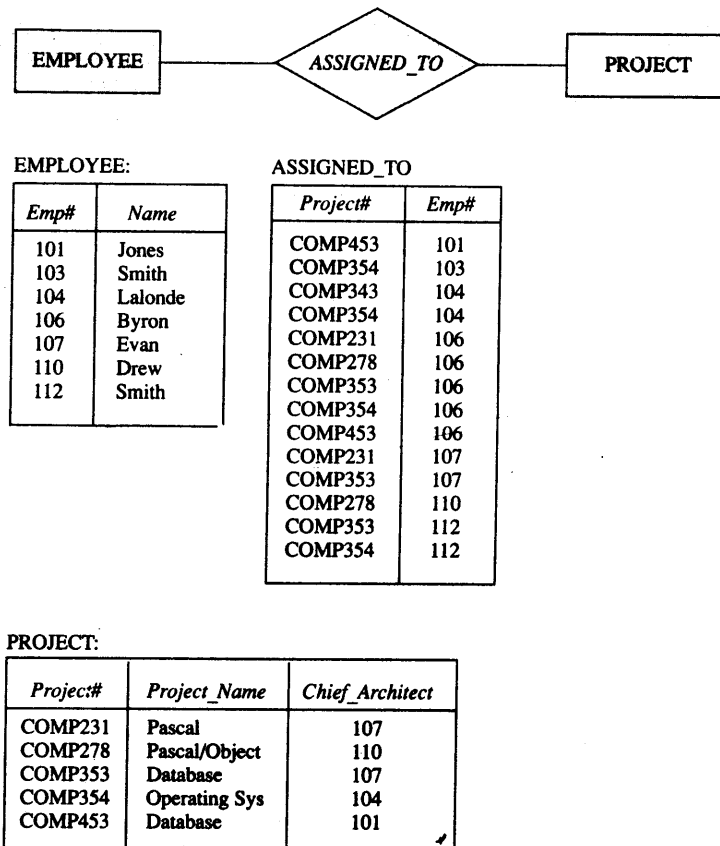 EMPLOYEE ASSIGNED_TO PROJECT
EMPLOYEE:
Emp# Name
101 Jones
103 Smith
104 Lalonde
106 Byron
107 Evan
110 Drew
112 Smith
ASSIGNED_TO
Project# Emp#
COMP453 101
COMP354 103
COMP343 104
COMP354 104
COMP231 106
COMP278 106
COMP353 106
COMP354 106
COMP453 106
COMP231 107
COMP353 107
COMP278 110
COMP353 112
COMP354 112
PROJECT:
Project# Project_Name Chief_Architect
COMP231 Pascal 107
COMP278 Pascal/Object 110
COMP353 Database 107
COMP354 Operating Sys 104
COMP453 Database 101